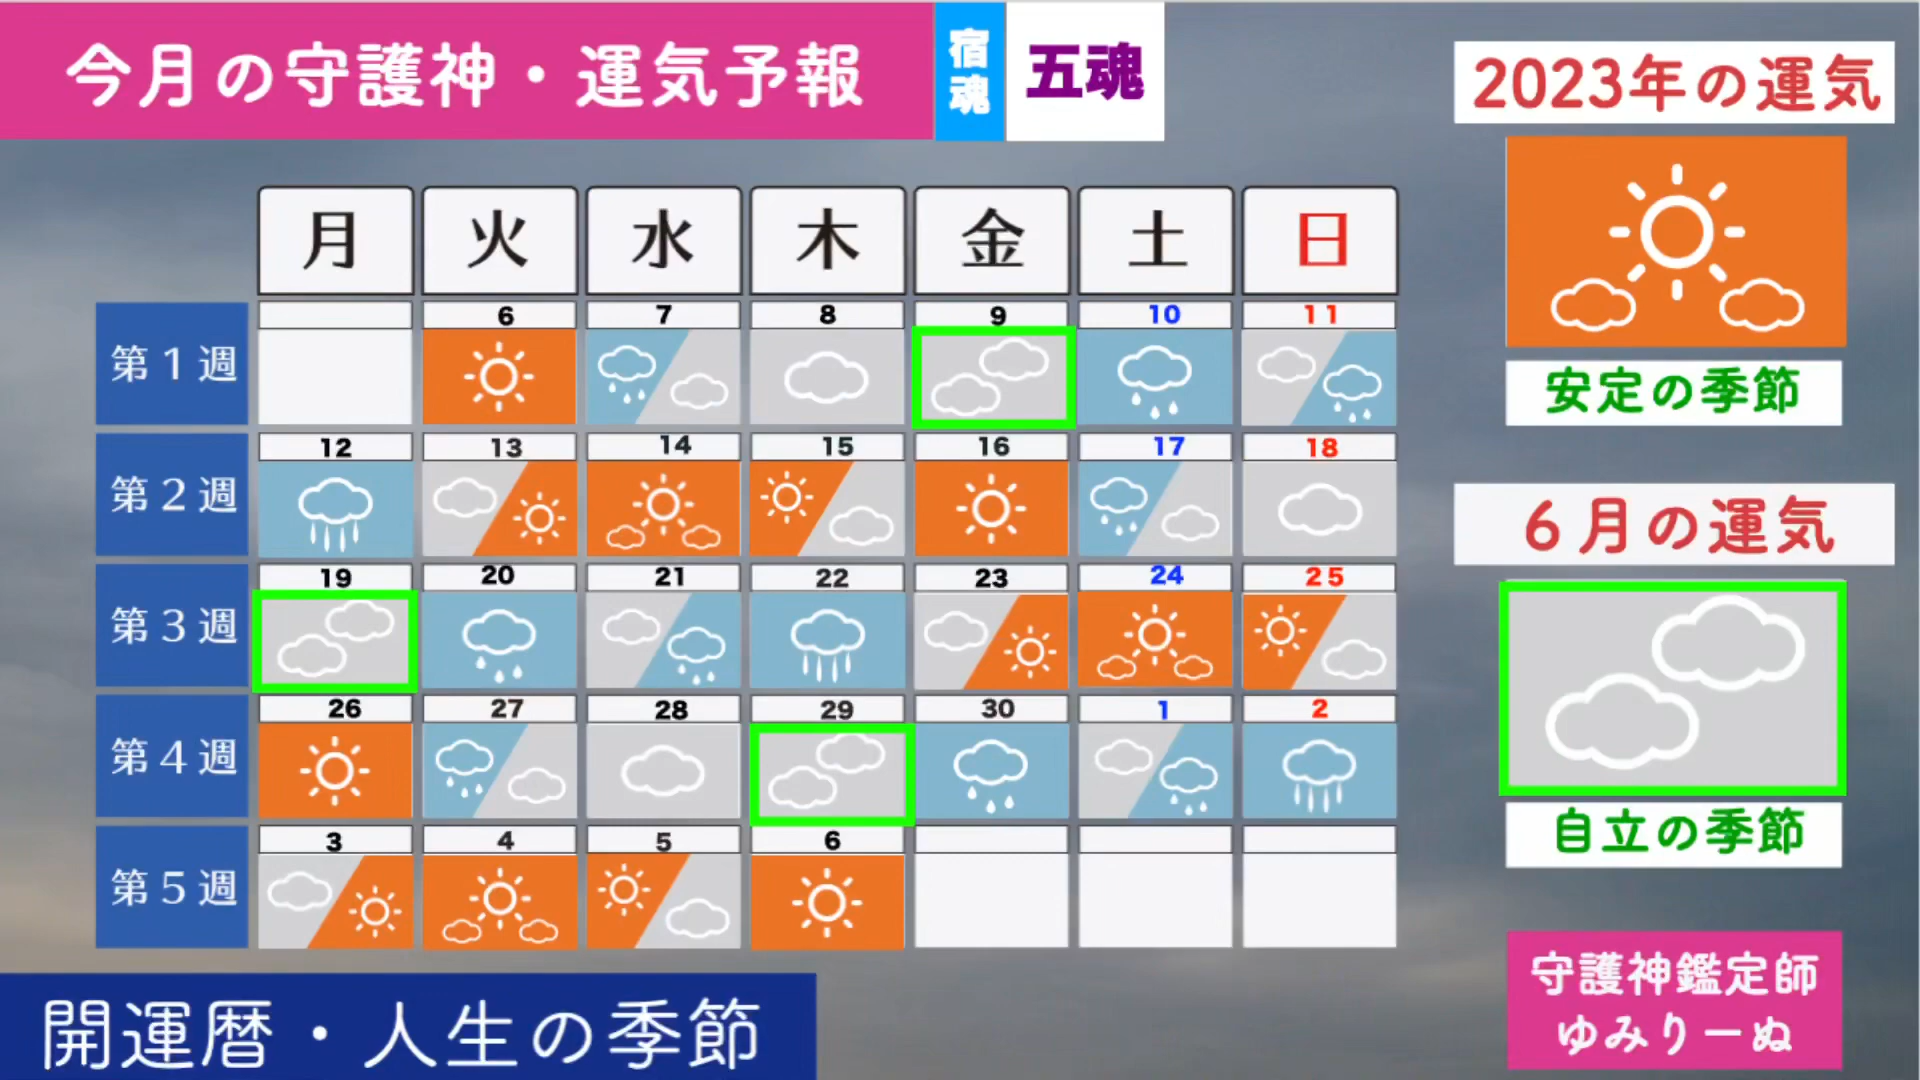 今月の守護神・運気予報
宿魂
五魂
2023年の運気
安定の季節
6月の運気
自立の季節
月 火 水 木 金 土 日
第1週
6 7 8 9 10 11
第2週
12 13 14 15 16 17 18
第3週
19 20 21 22 23 24 25
第4週
26 27 28 29 30 1 2
第5週
3 4 5 6
開運暦・人生の季節
守護神鑑定師
ゆみりーぬ